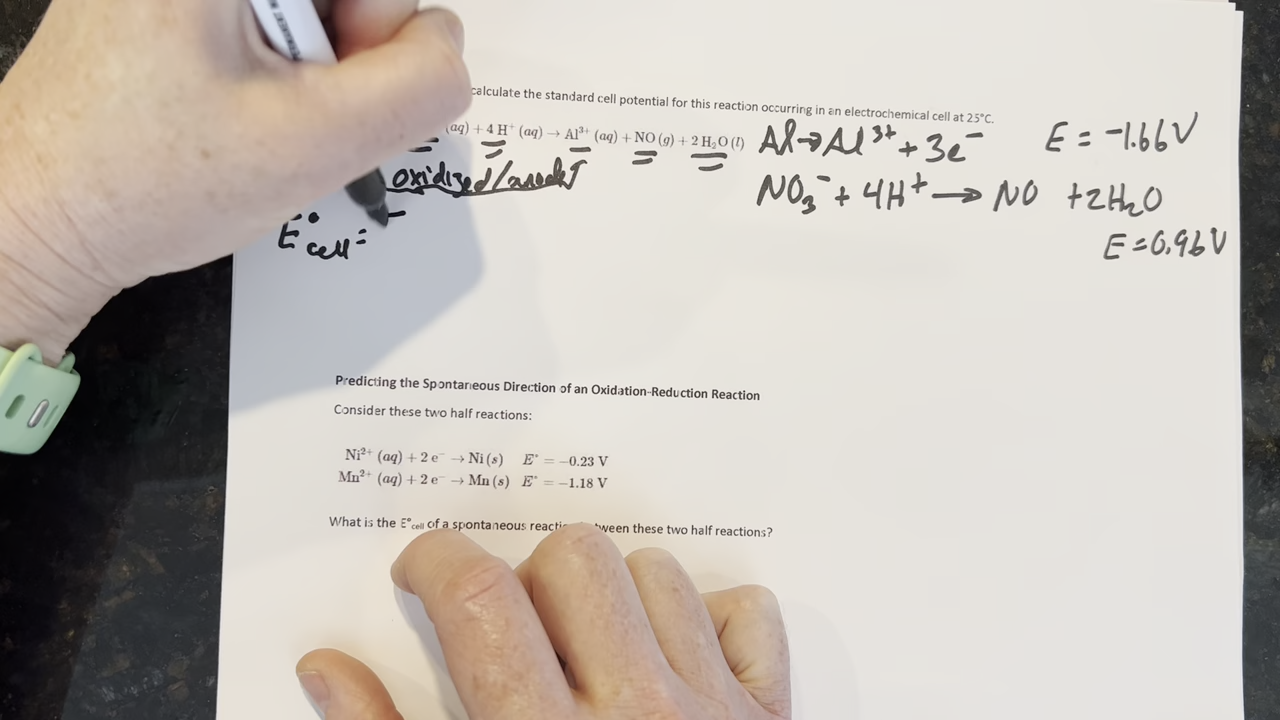 calculate the standard cell potential for this reaction occurring in an electrochemical cell at 25°C.
(aq) + 4 H⁺ (aq) → Al³⁺ (aq) + NO (g) + 2 H₂O (l)
Al → Al³⁺ + 3e⁻ E = -1.66V
oxidized/anode
NO₃⁻ + 4H⁺ → NO + 2H₂O
E = 0.96V
E° cell = -
Predicting the Spontaneous Direction of an Oxidation-Reduction Reaction
Consider these two half reactions:
Ni²⁺ (aq) + 2 e⁻ → Ni (s) E° = −0.23 V
Mn²⁺ (aq) + 2 e⁻ → Mn (s) E° = −1.18 V
What is the E°cell of a spontaneous these two half reactions?